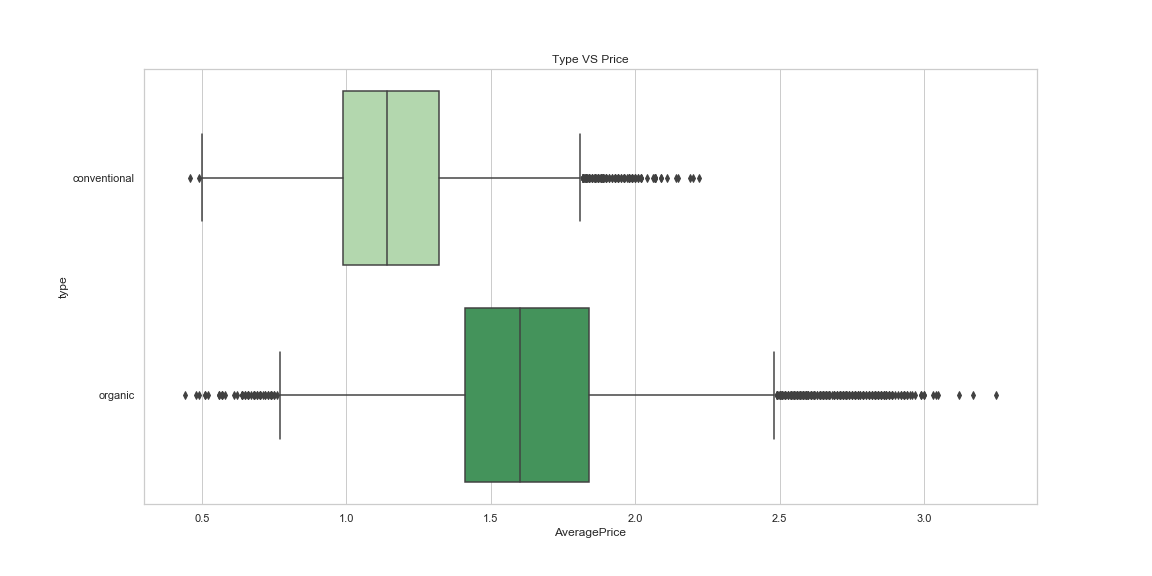 Type VS Price
conventional
type
organic
0.5 1.0 1.5 2.0 2.5 3.0
AveragePrice